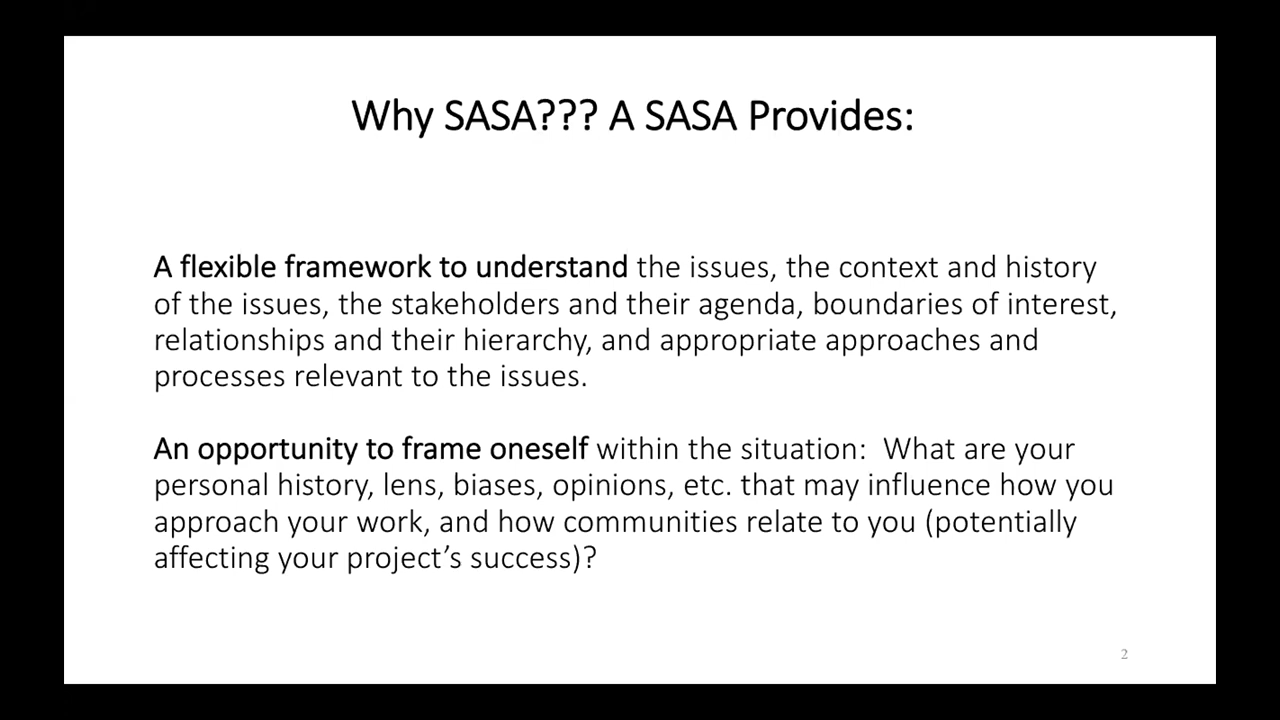 Why SASA??? A SASA Provides:
A flexible framework to understand the issues, the context and history
of the issues, the stakeholders and their agenda, boundaries of interest,
relationships and their hierarchy, and appropriate approaches and
processes relevant to the issues.
An opportunity to frame oneself within the situation:  What are your
personal history, lens, biases, opinions, etc. that may influence how you
approach your work, and how communities relate to you (potentially
affecting your project’s success)?
2